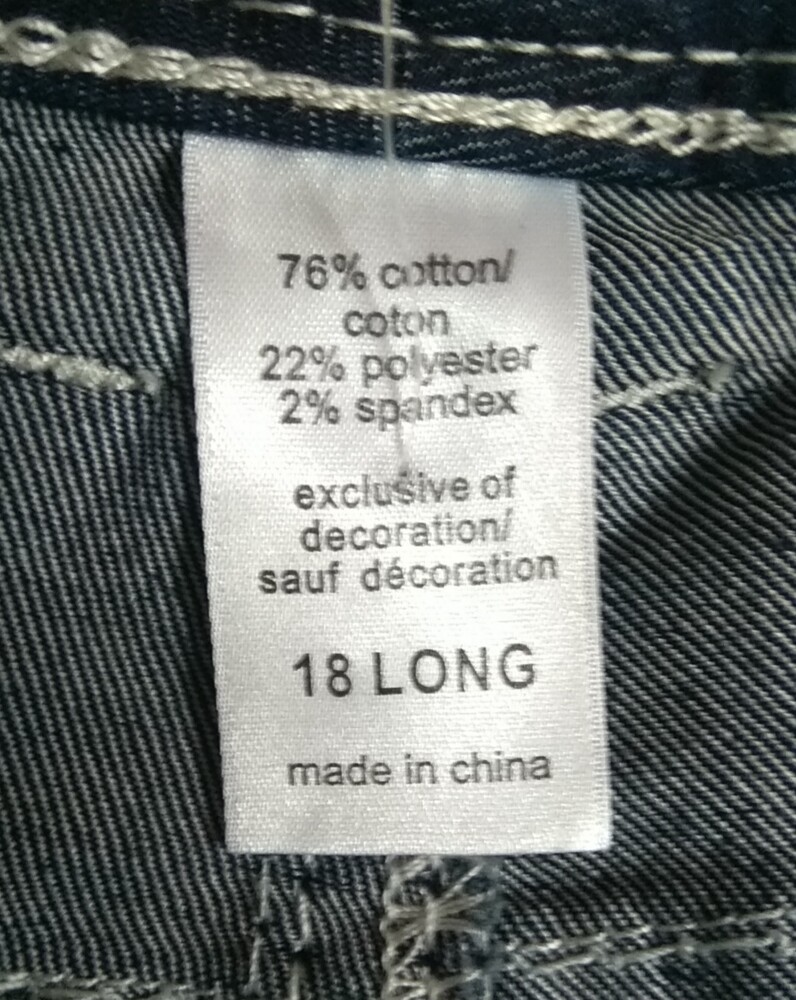 76% cotton/
coton
22% polyester
2% spandex
exclusive of
decoration/
sauf décoration
18 LONG
made in china